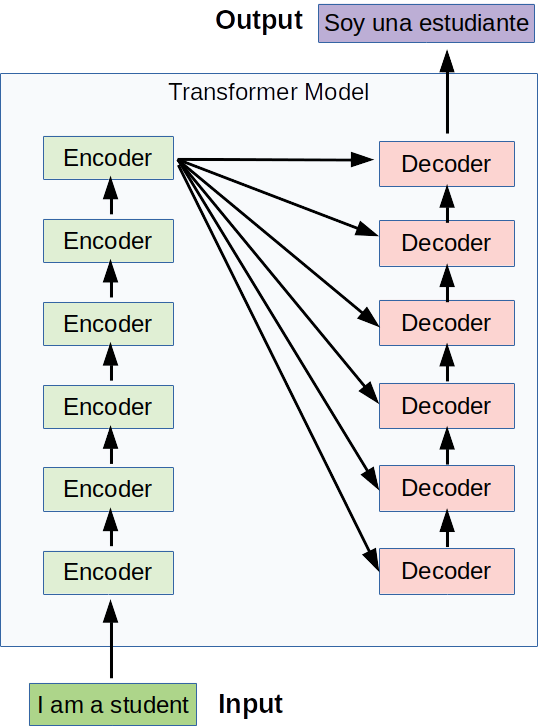 Output
Soy una estudiante
Transformer Model
Encoder
Encoder
Encoder
Encoder
Encoder
Encoder
Decoder
Decoder
Decoder
Decoder
Decoder
Decoder
I am a student
Input